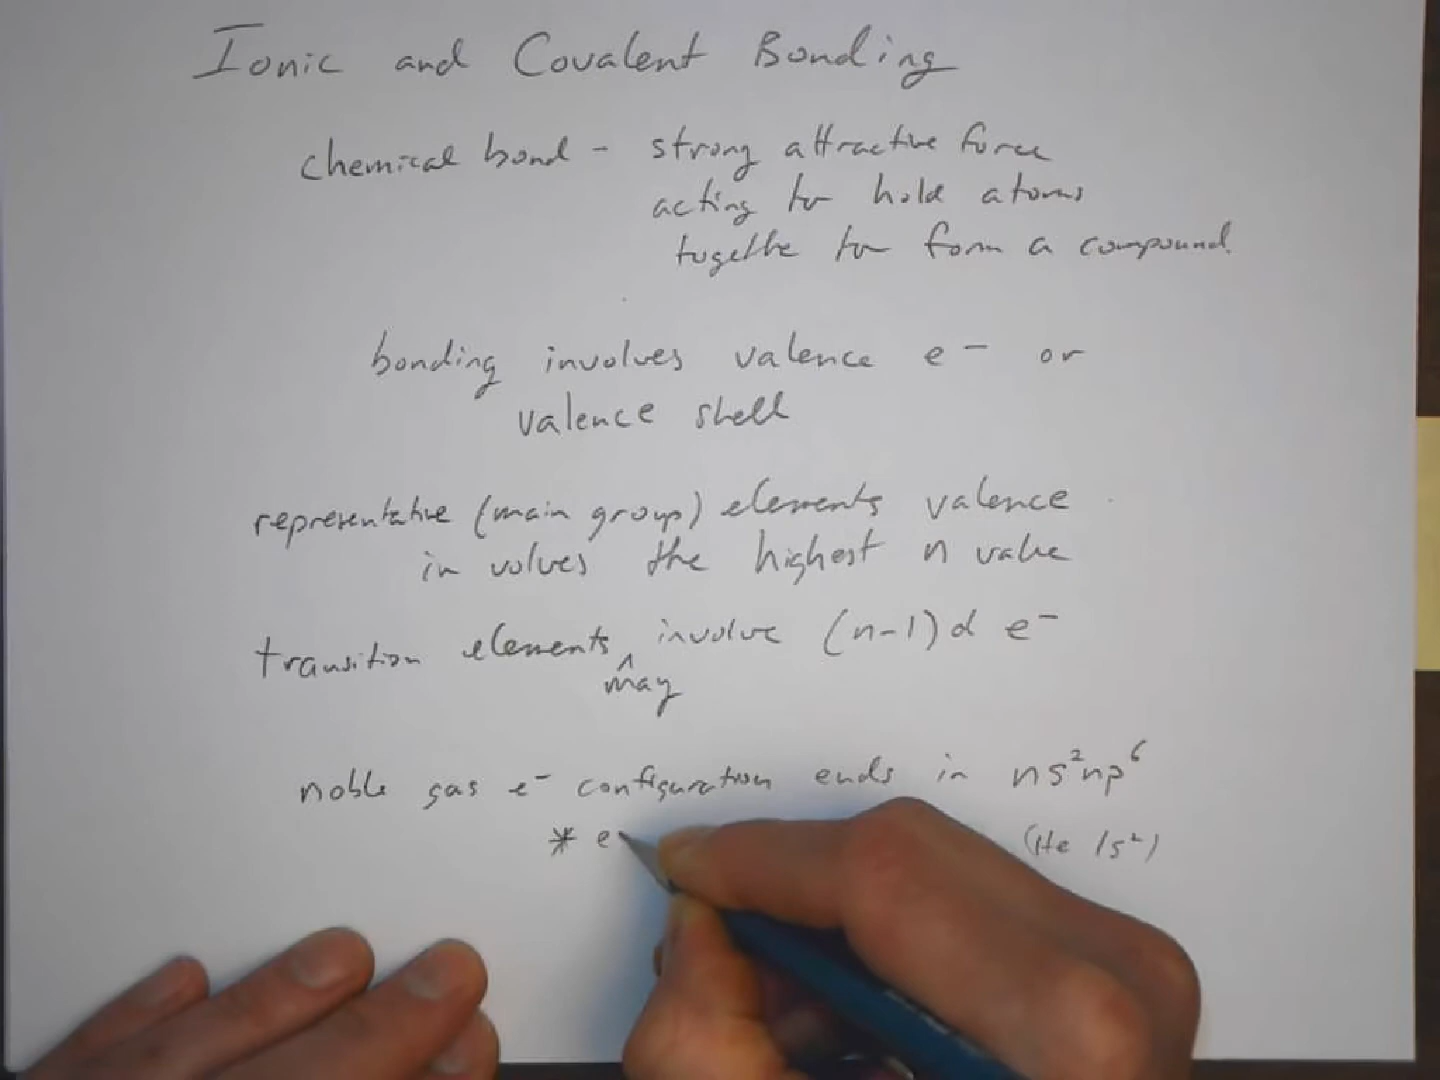 Ionic and Covalent Bonding
chemical bond - strong attractive force
acting to hold atoms
togethe to form a compound.
bonding involves valence e⁻ or
valence shell
representative (main group) elements valence
involves the highest n value
transition elements ^ involve (n-1)d e⁻
may
noble gas e⁻ configuration ends in ns²np⁶
* e
(He 1s²)